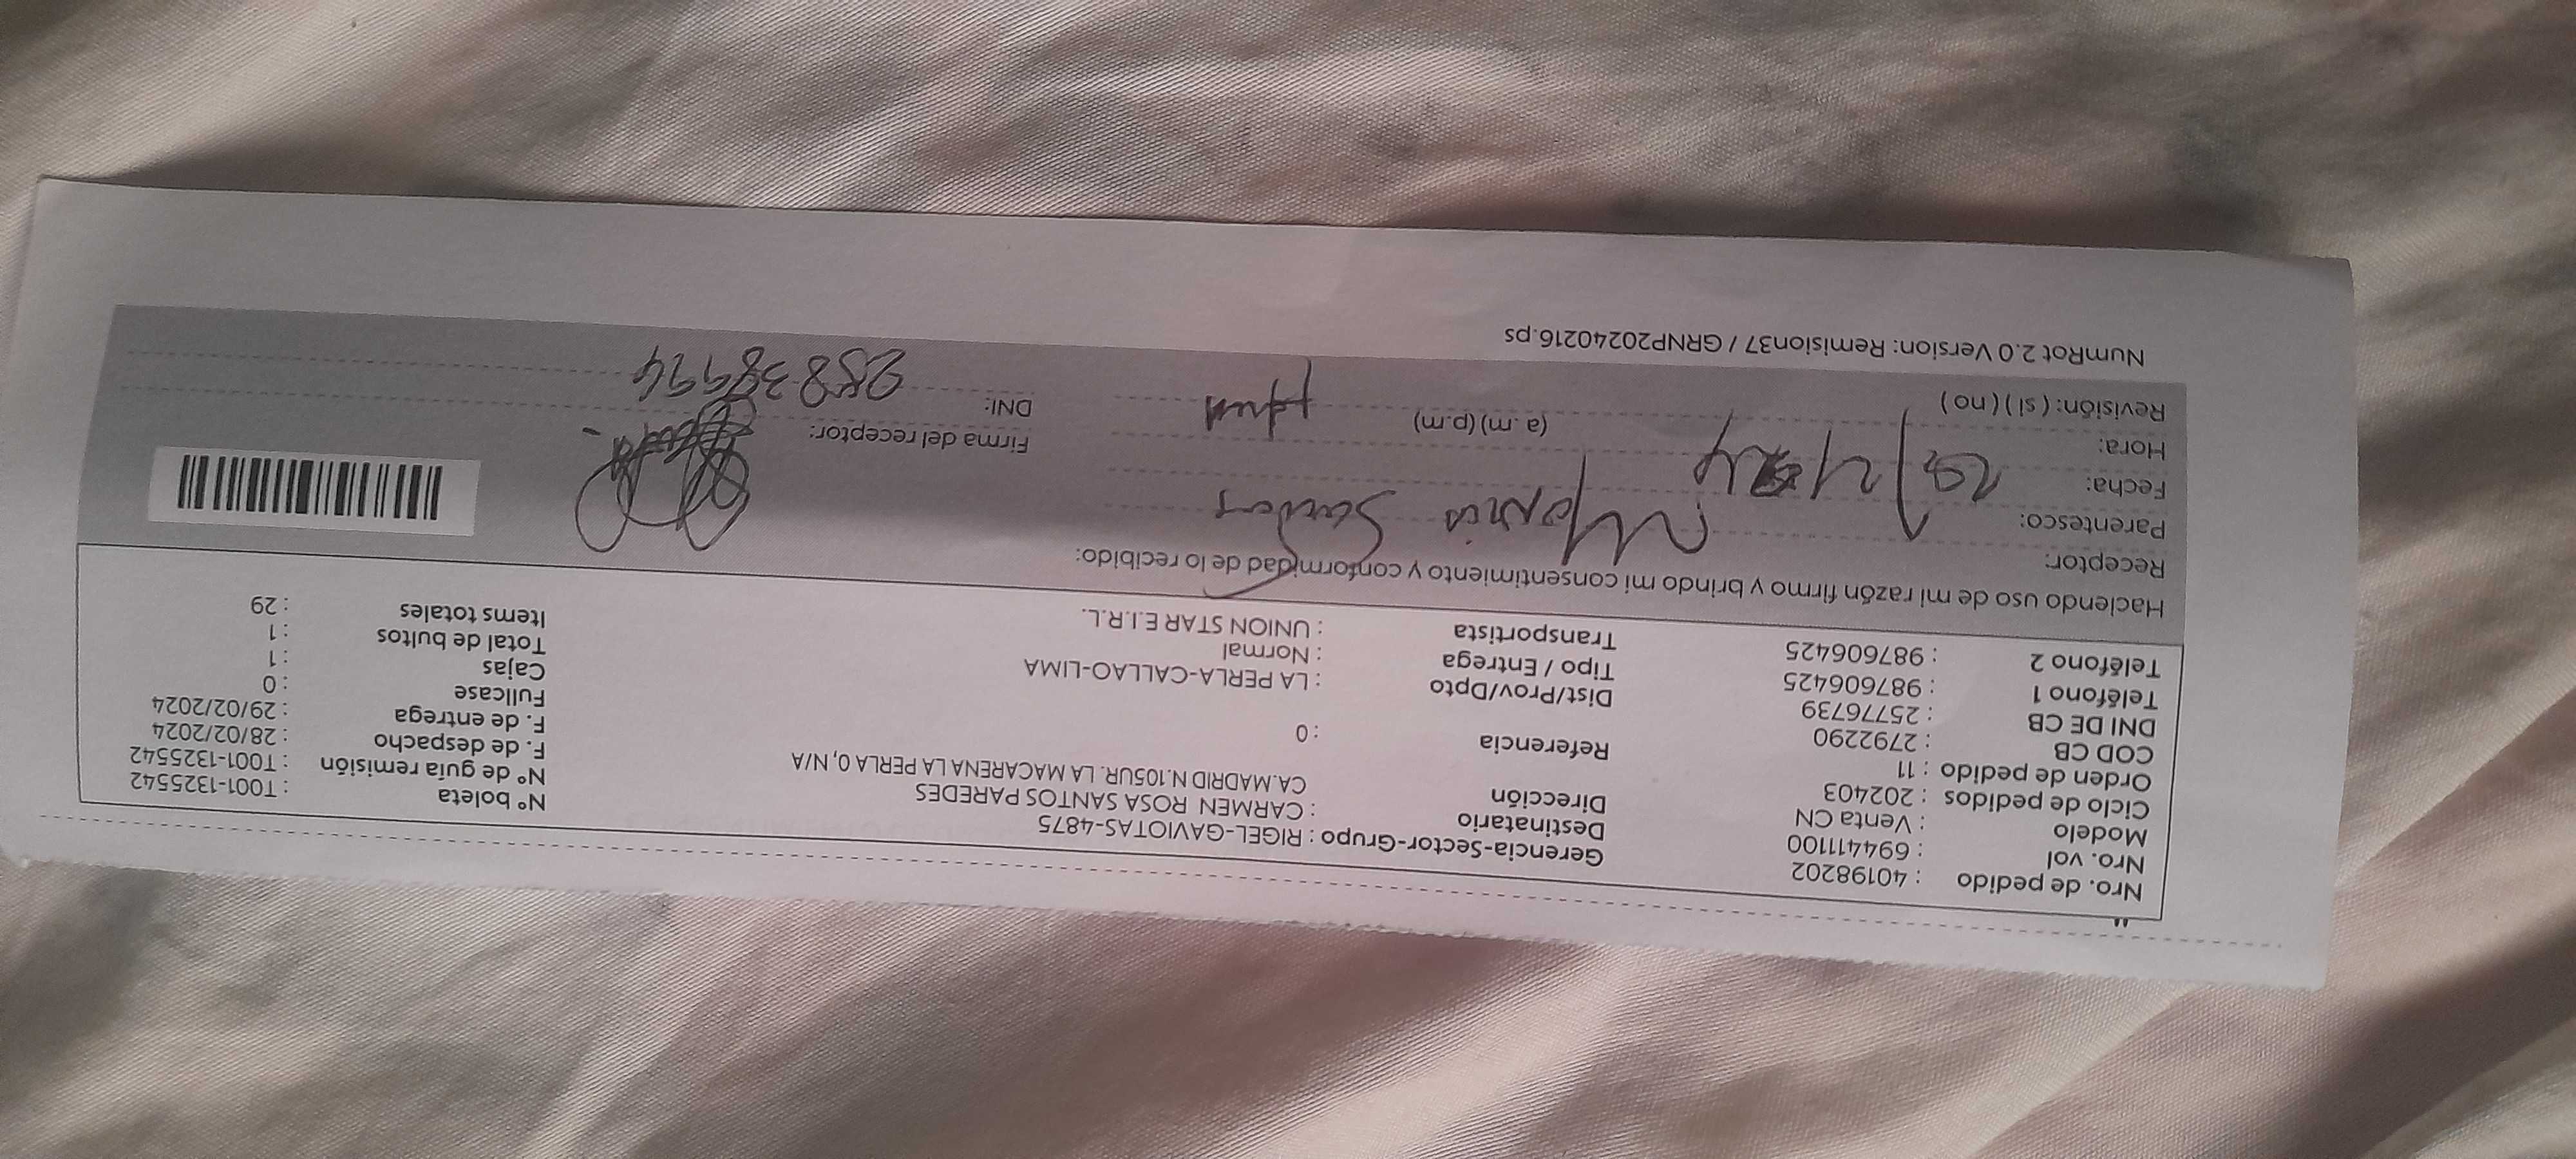 Nro. de pedido : 40198202
Nro. vol : 694411100
Modelo : Venta CN
Ciclo de pedidos : 202403
Orden de pedido : 11
COD CB : 2792290
DNI DE CB : 25776739
Teléfono 1 : 987606425
Teléfono 2 : 987606425
Gerencia-Sector-Grupo : RIGEL-GAVIOTAS-4875
Destinatario : CARMEN ROSA SANTOS PAREDES
Dirección CA.MADRID N.105UR. LA MACARENA LA PERLA 0, N/A
Referencia : 0
Dist/Prov/Dpto : LA PERLA-CALLAO-LIMA
Tipo / Entrega : Normal
Transportista : UNION STAR E.I.R.L.
N° boleta : T001-1325542
N° de guía remisión : T001-1325542
F. de despacho : 28/02/2024
F. de entrega : 29/02/2024
Fullcase : 0
Cajas : 1
Total de bultos : 1
Items totales : 29
Haciendo uso de mi razón firmo y brindo mi consentimiento y conformidad de lo recibido:
Receptor:
Parentesco:
Fecha:
Hora: (a.m) (p.m)
Revisión: ( sí ) ( no )
Firma del receptor:
DNI: 25838994
NumRot 2.0 Version: Remision37 / GRNP20240216.ps